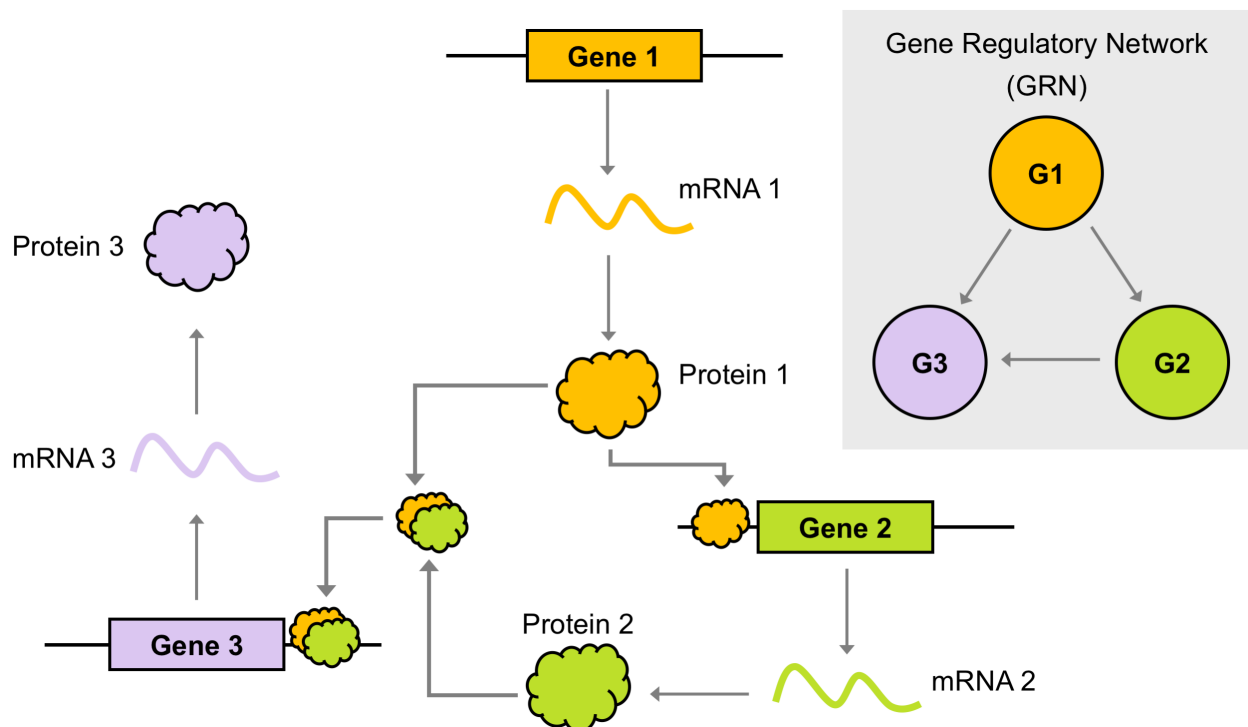 Gene 1
mRNA 1
Protein 1
Gene 2
mRNA 2
Protein 2
Gene 3
mRNA 3
Protein 3
Gene Regulatory Network
(GRN)
G1
G3
G2